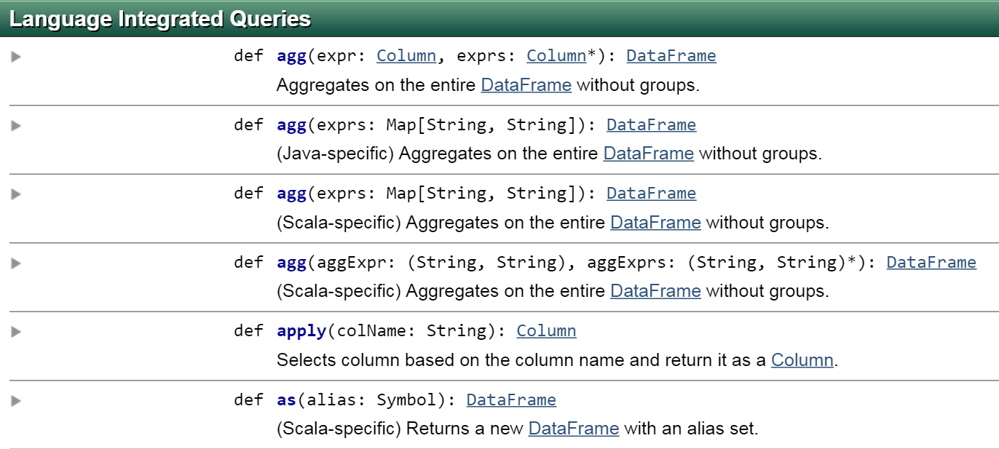 Language Integrated Queries
def agg(expr: Column, exprs: Column*): DataFrame
Aggregates on the entire DataFrame without groups.
def agg(exprs: Map[String, String]): DataFrame
(Java-specific) Aggregates on the entire DataFrame without groups.
def agg(exprs: Map[String, String]): DataFrame
(Scala-specific) Aggregates on the entire DataFrame without groups.
def agg(aggExpr: (String, String), aggExprs: (String, String)*): DataFrame
(Scala-specific) Aggregates on the entire DataFrame without groups.
def apply(colName: String): Column
Selects column based on the column name and return it as a Column.
def as(alias: Symbol): DataFrame
(Scala-specific) Returns a new DataFrame with an alias set.